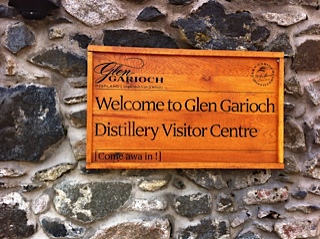 Glen
GARIOCH
Welcome to Glen Garioch
Distillery Visitor Centre
[Come awa in!]